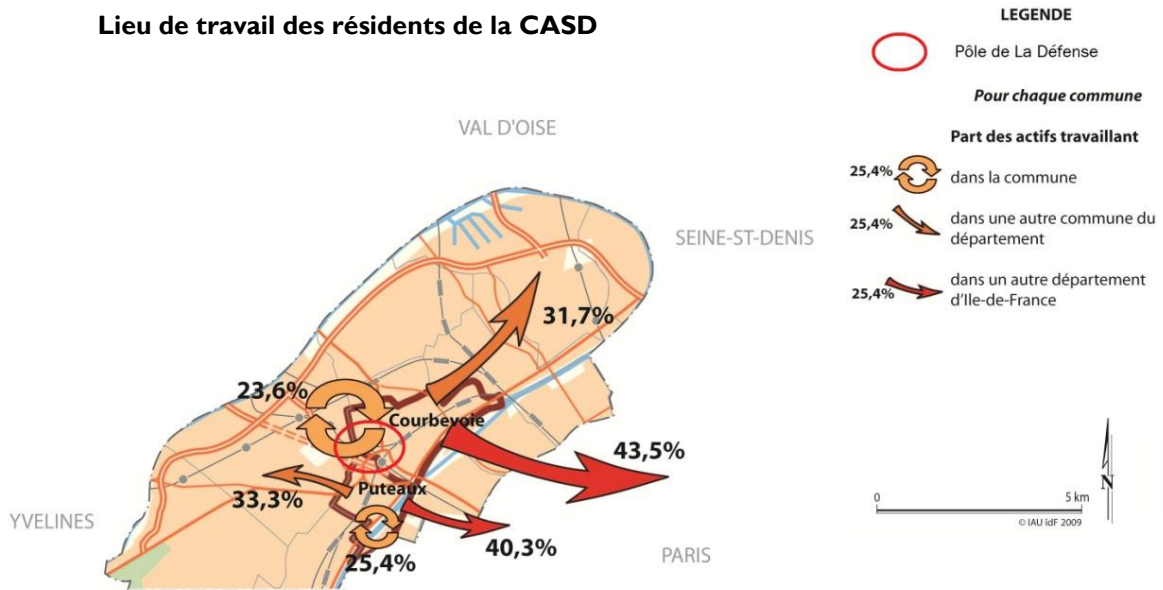 Lieu de travail des résidents de la CASD
LEGENDE
Pôle de La Défense
Pour chaque commune
Part des actifs travaillant
25,4%
dans la commune
25,4%
dans une autre commune du
département
25,4%
dans un autre département
d'Ile-de-France
VAL D'OISE
SEINE-ST-DENIS
31,7%
23,6%
Courbevoie
43,5%
Puteaux
33,3%
YVELINES
40,3%
25,4%
PARIS
N
0
5 km
© IAU îdF 2009